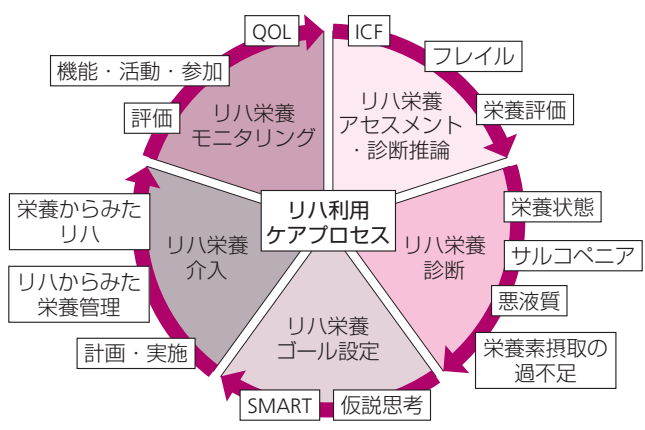 QOL
ICF
機能・活動・参加
フレイル
評価
栄養評価
リハ栄養
モニタリング
リハ栄養
アセスメント
・診断推論
栄養からみた
リハ
リハ利用
ケアプロセス
栄養状態
サルコペニア
リハ栄養
介入
リハ栄養
診断
リハからみた
栄養管理
悪液質
計画・実施
リハ栄養
ゴール設定
栄養素摂取の
過不足
SMART
仮説思考